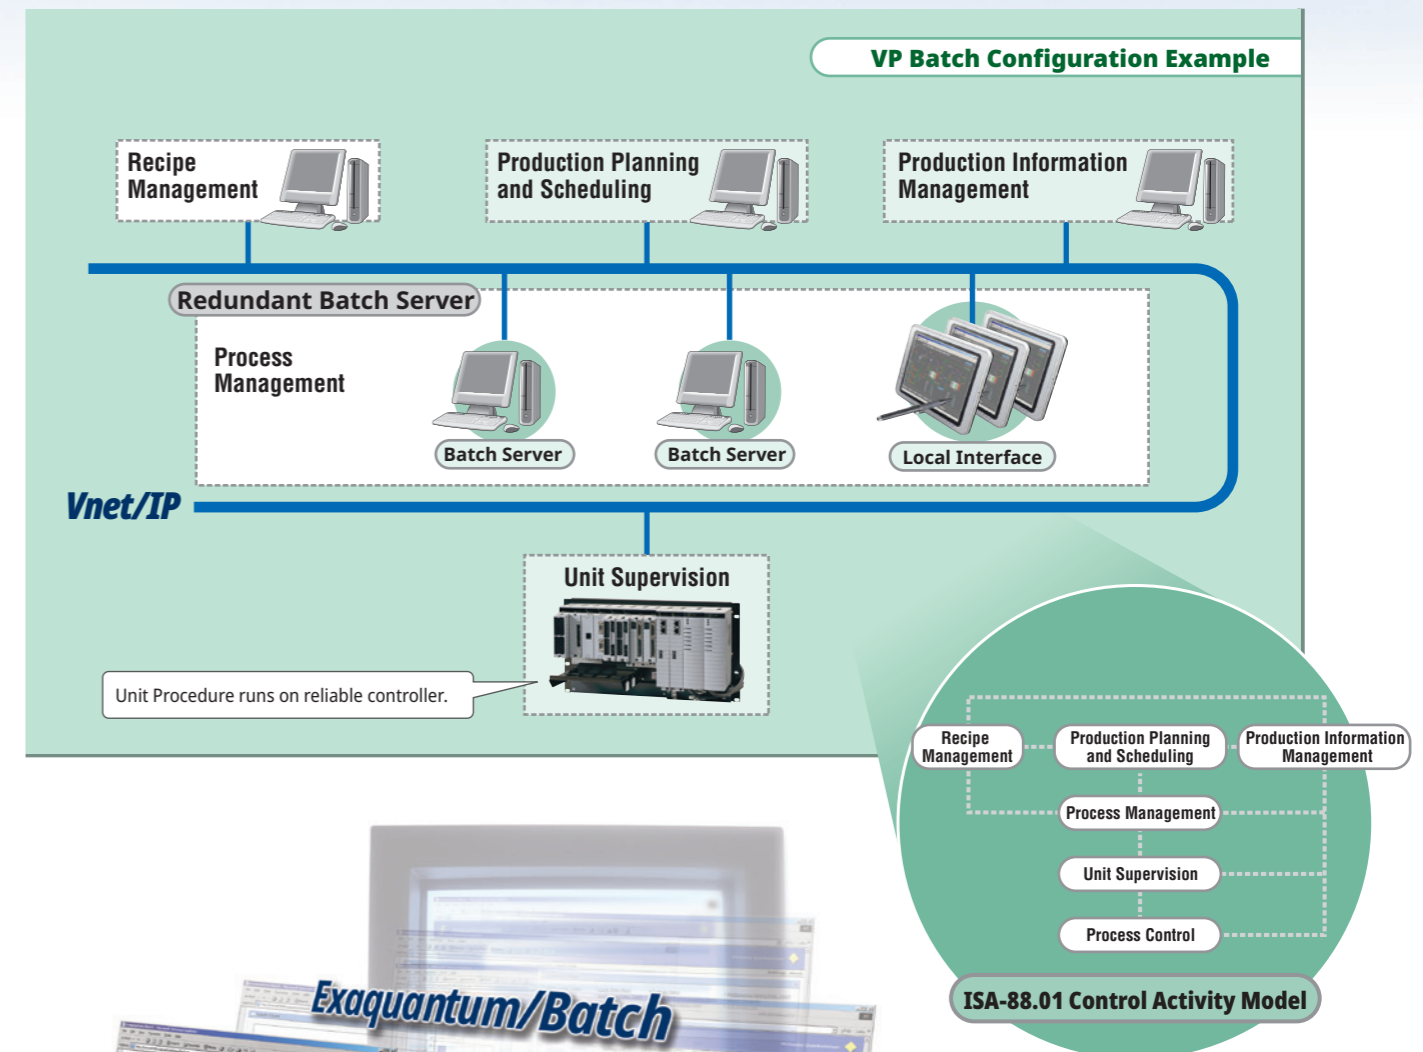 VP Batch Configuration Example
Recipe
Management
Production Planning
and Scheduling
Production Information
Management
Redundant Batch Server
Process
Management
Batch Server
Batch Server
Local Interface
Vnet/IP
Unit Supervision
Unit Procedure runs on reliable controller.
Recipe
Management
Production Planning
and Scheduling
Production Information
Management
Process Management
Unit Supervision
Process Control
ISA-88.01 Control Activity Model
Exaquantum/Batch